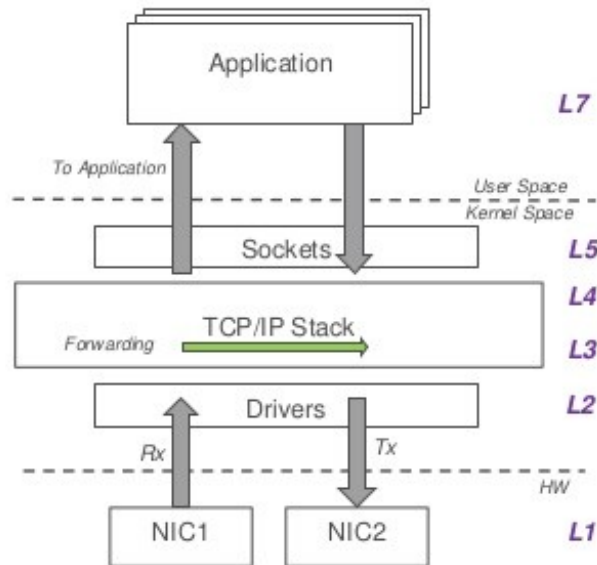 Application
L7
To Application
User Space
Kernel Space
Sockets
L5
L4
TCP/IP Stack
Forwarding
L3
Drivers
L2
Rx
Tx
HW
NIC1
NIC2
L1